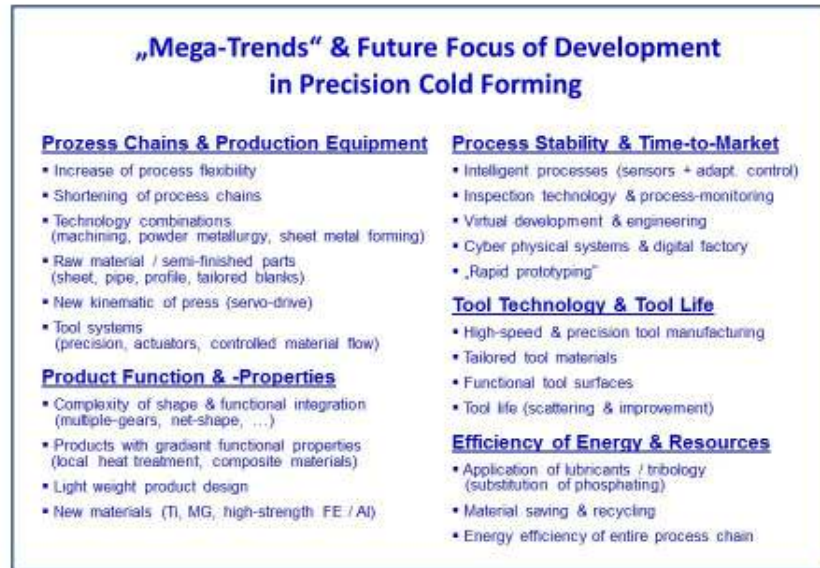 „Mega-Trends“ & Future Focus of Development
in Precision Cold Forming
Prozess Chains & Production Equipment
▪ Increase of process flexibility
▪ Shortening of process chains
▪ Technology combinations
(machining, powder metallurgy, sheet metal forming)
▪ Raw material / semi-finished parts
(sheet, pipe, profile, tailored blanks)
▪ New kinematic of press (servo-drive)
▪ Tool systems
(precision, actuators, controlled material flow)
Product Function & -Properties
▪ Complexity of shape & functional integration
(multiple-gears, net-shape, …)
▪ Products with gradient functional properties
(local heat treatment, composite materials)
▪ Light weight product design
▪ New materials (Ti, MG, high-strength FE / Al)
Process Stability & Time-to-Market
▪ Intelligent processes (sensors + adapt. control)
▪ Inspection technology & process-monitoring
▪ Virtual development & engineering
▪ Cyber physical systems & digital factory
▪ „Rapid prototyping“
Tool Technology & Tool Life
▪ High-speed & precision tool manufacturing
▪ Tailored tool materials
▪ Functional tool surfaces
▪ Tool life (scattering & improvement)
Efficiency of Energy & Resources
▪ Application of lubricants / tribology
(substitution of phosphating)
▪ Material saving & recycling
▪ Energy efficiency of entire process chain